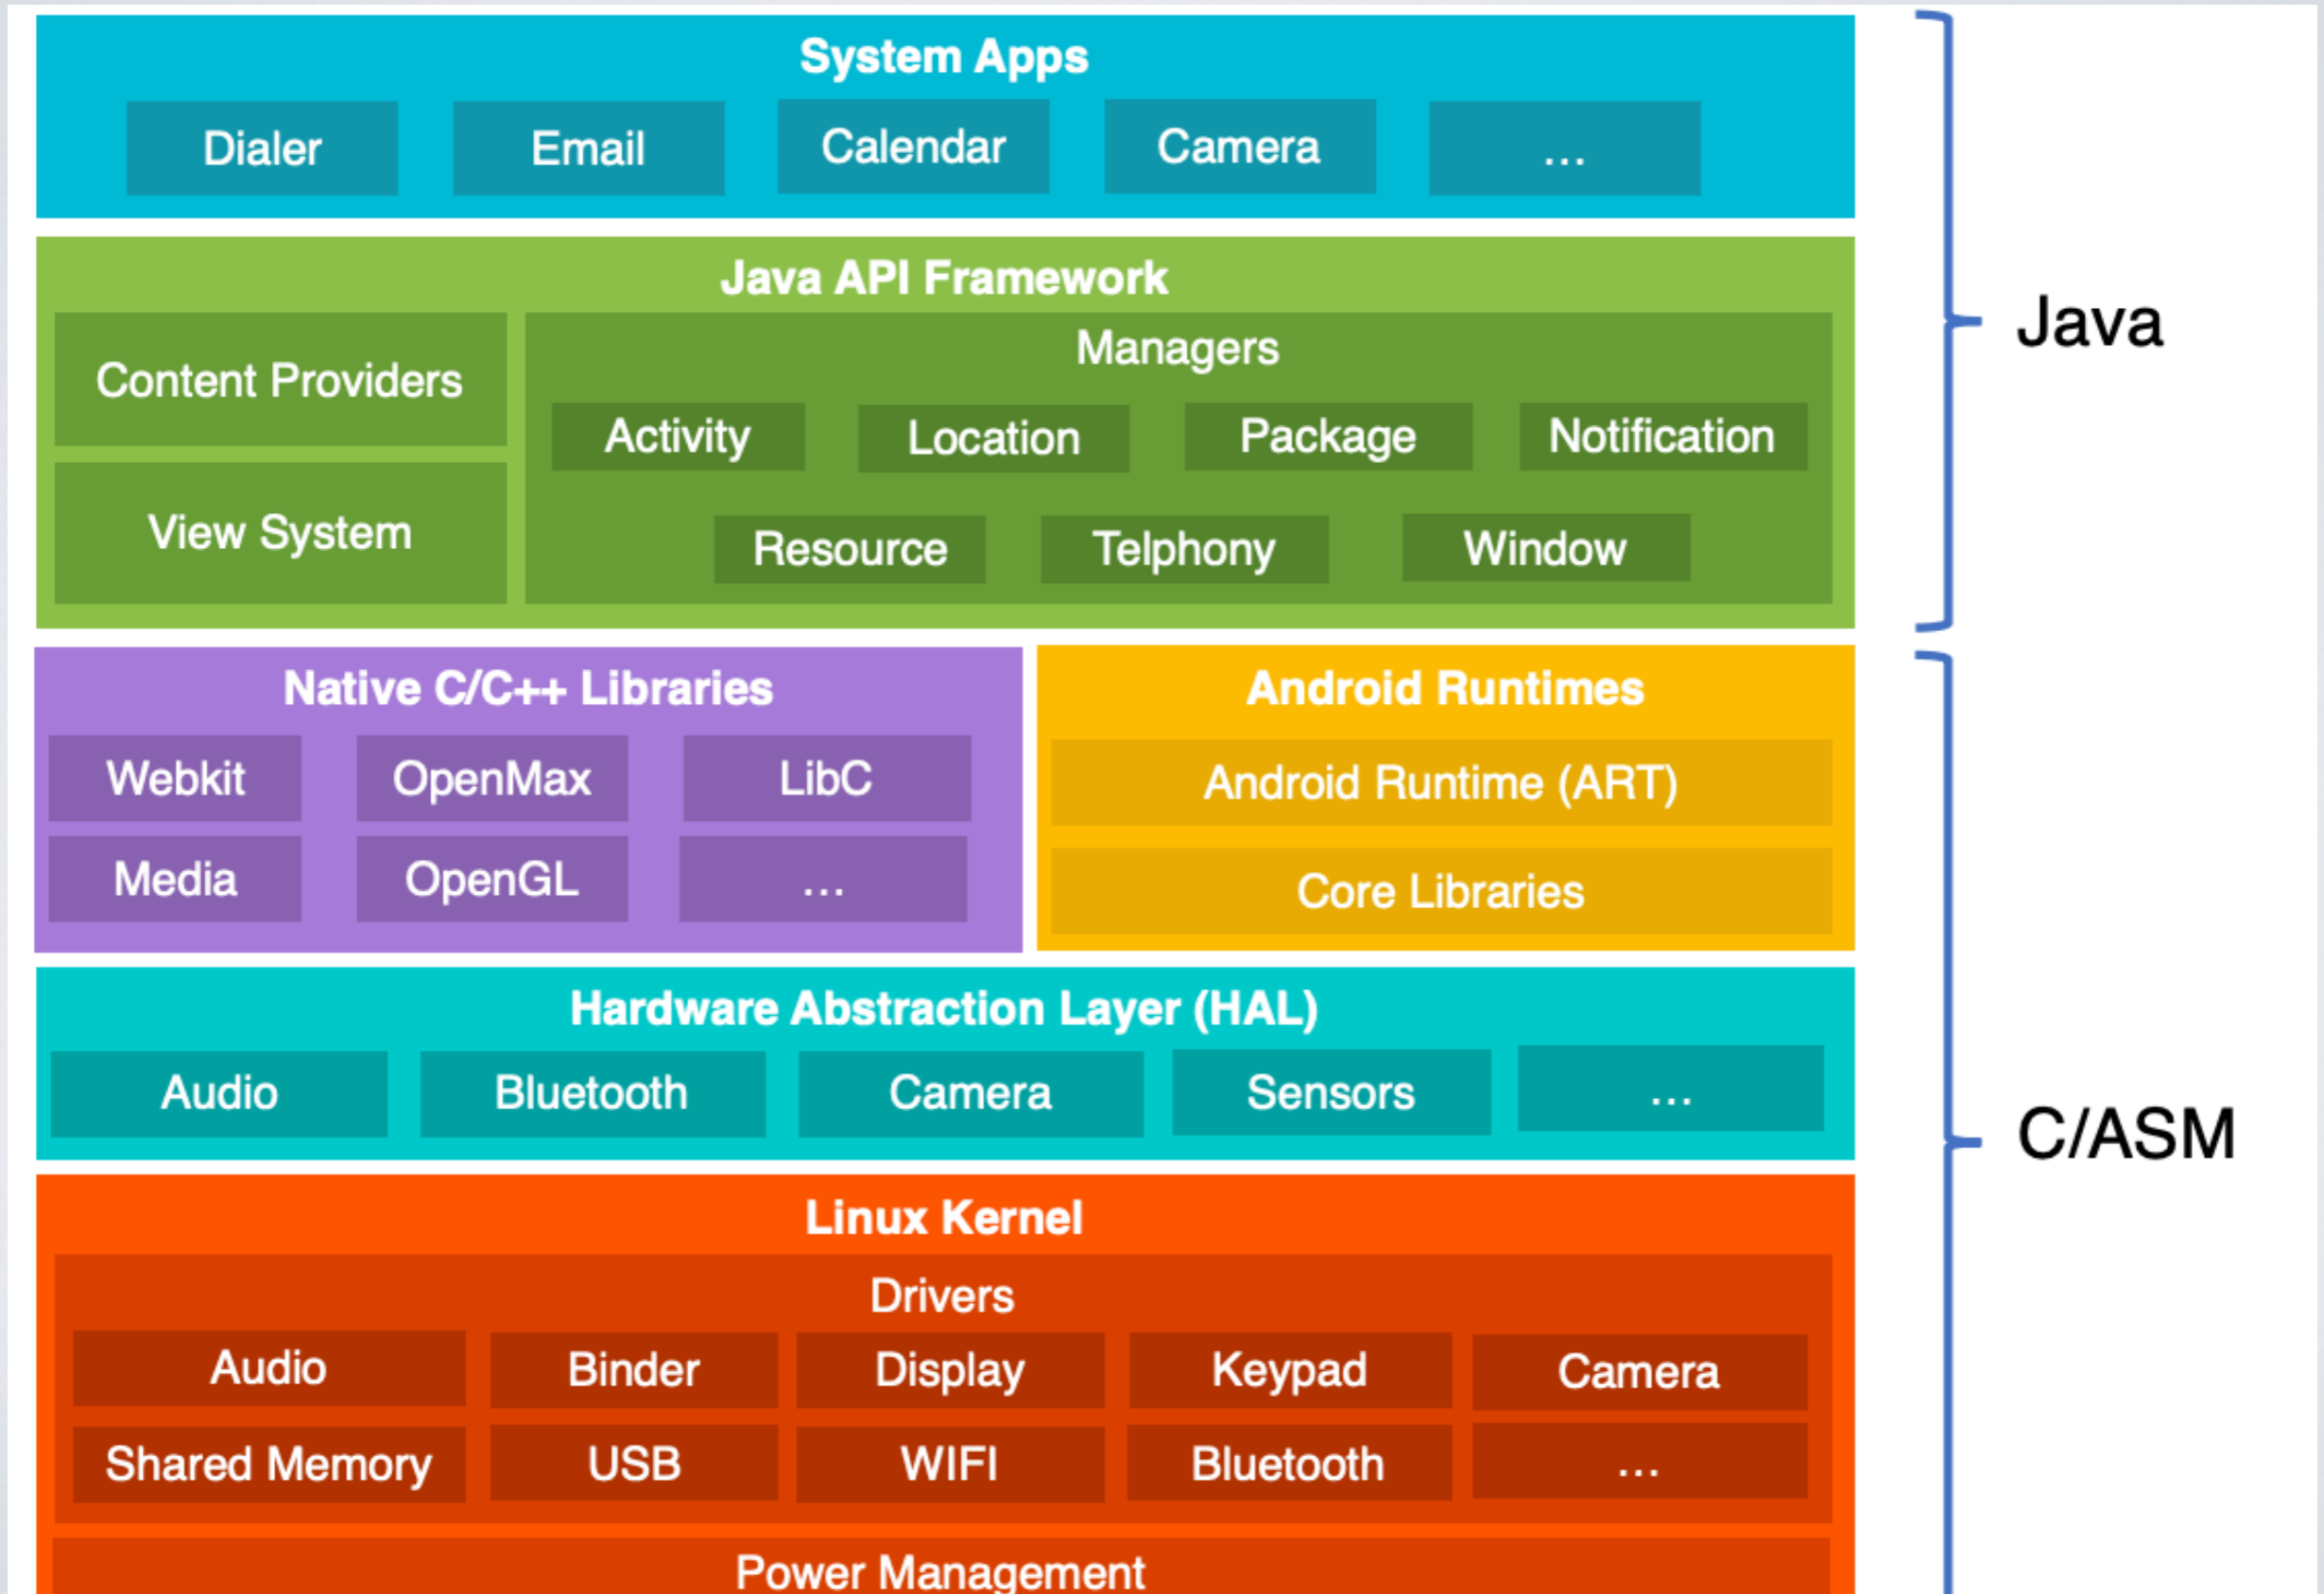 System Apps
Dialer Email Calendar Camera ...
Java API Framework
Content Providers
View System
Managers
Activity Location Package Notification
Resource Telphony Window
Java
Native C/C++ Libraries
Webkit OpenMax LibC
Media OpenGL ...
Android Runtimes
Android Runtime (ART)
Core Libraries
Hardware Abstraction Layer (HAL)
Audio Bluetooth Camera Sensors ...
C/ASM
Linux Kernel
Drivers
Audio Binder Display Keypad Camera
Shared Memory USB WIFI Bluetooth ...
Power Management